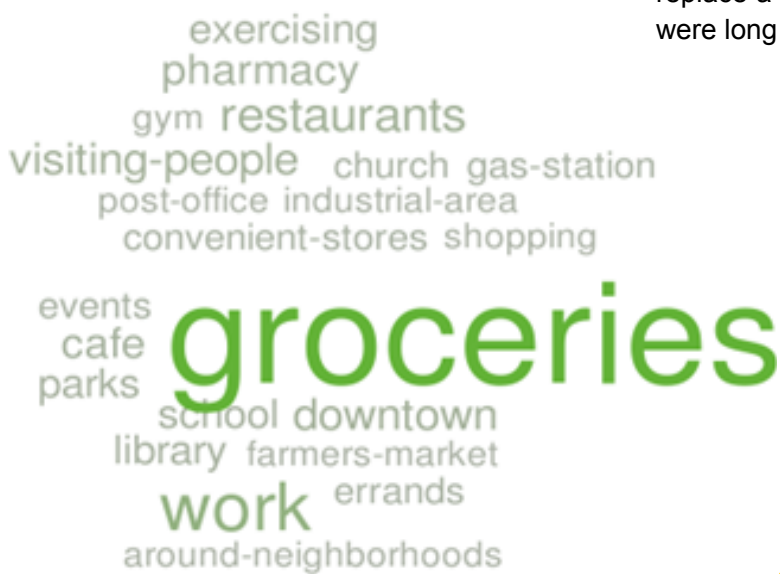 were long
exercising
pharmacy
gym restaurants
visiting-people church gas-station
post-office industrial-area
convenient-stores shopping
events
cafe
groceries
parks
school downtown
library farmers-market
work errands
around-neighborhoods